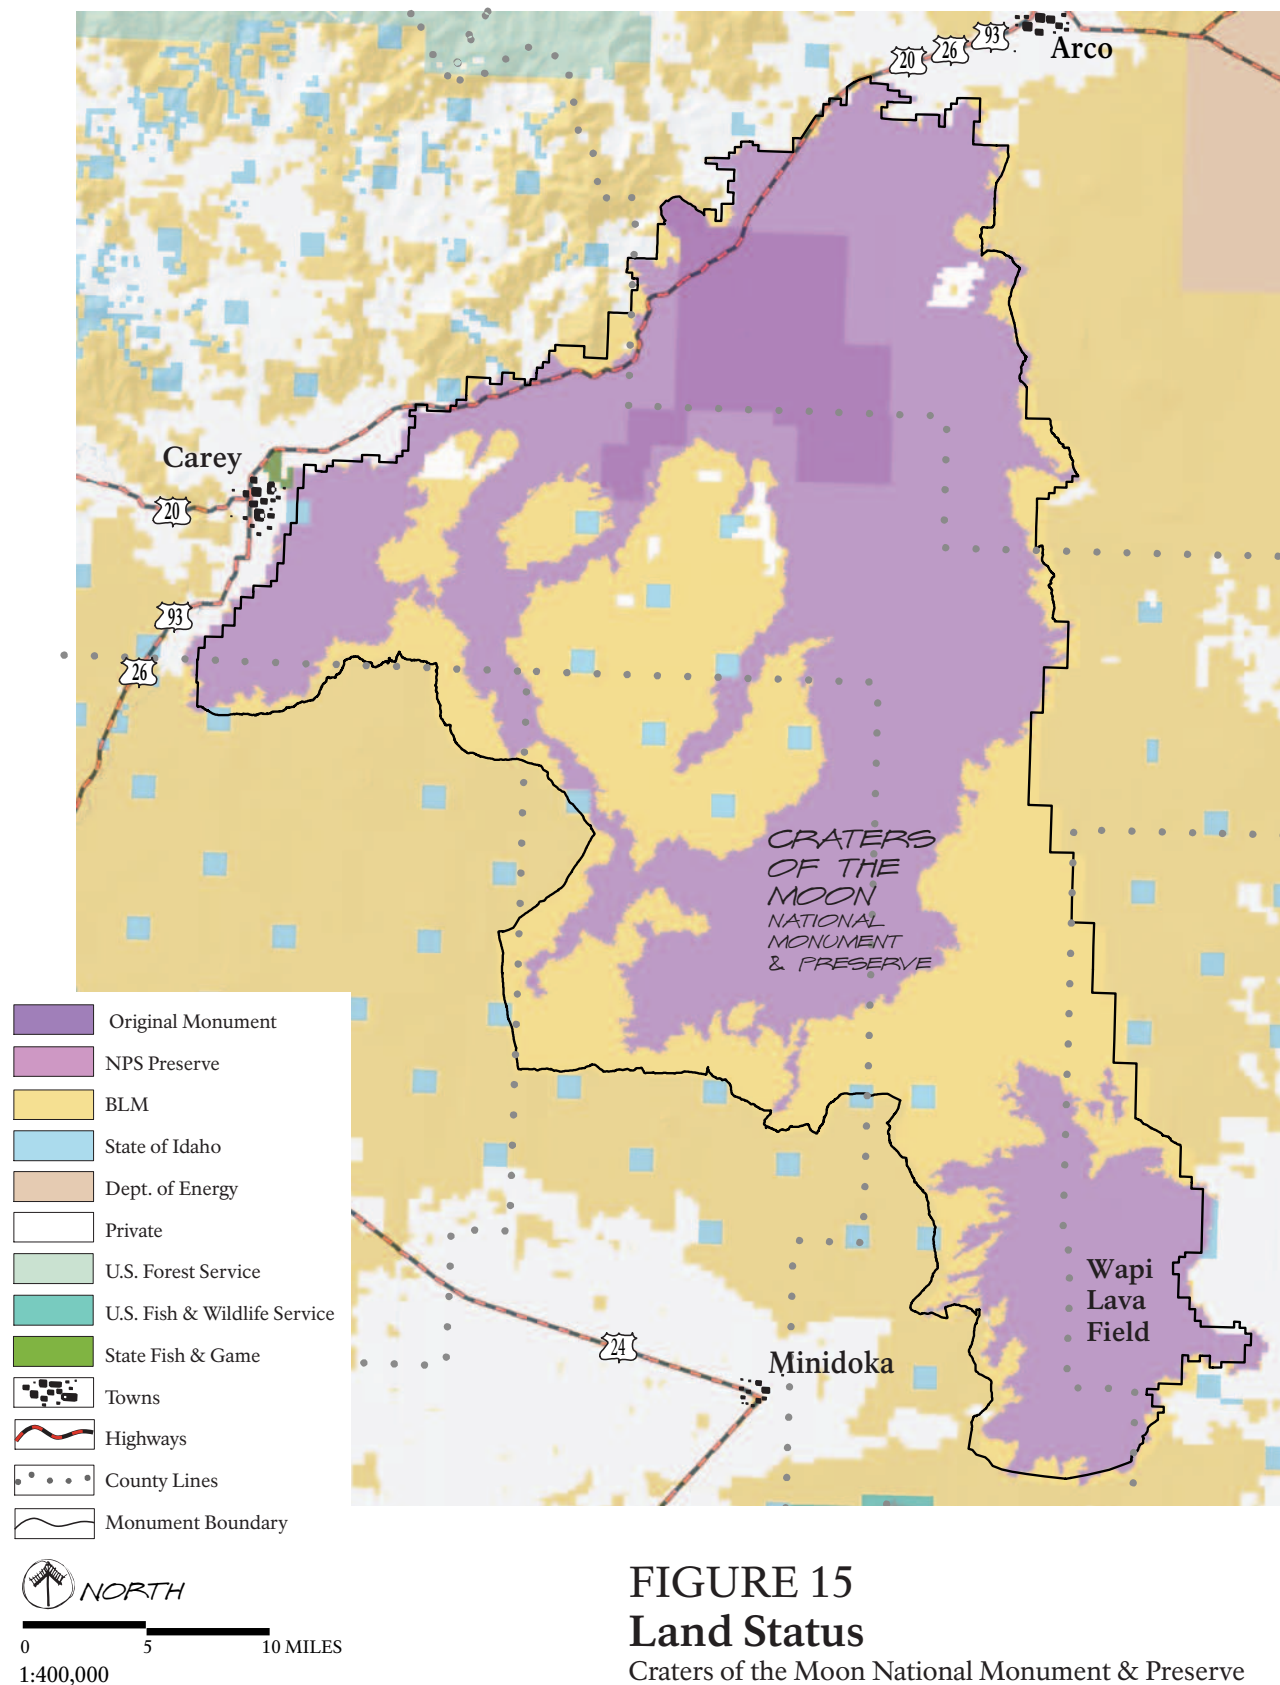 20
26
93
Arco
Carey
20
93
26
CRATERS
OF THE
MOON
NATIONAL
MONUMENT
& PRESERVE
Wapi
Lava
Field
24
Minidoka
Original Monument
NPS Preserve
BLM
State of Idaho
Dept. of Energy
Private
U.S. Forest Service
U.S. Fish & Wildlife Service
State Fish & Game
Towns
Highways
County Lines
Monument Boundary
NORTH
0 5 10 MILES
1:400,000
FIGURE 15
Land Status
Craters of the Moon National Monument & Preserve